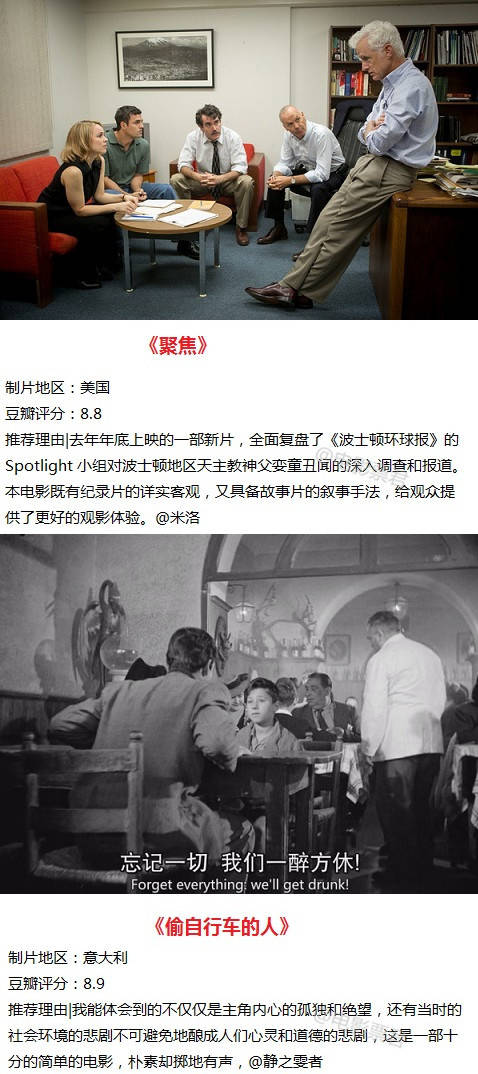 《聚焦》
制片地区：美国
豆瓣评分：8.8
推荐理由|去年年底上映的一部新片，全面复盘了《波士顿环球报》的
Spotlight 小组对波士顿地区天主教神父娈童丑闻的深入调查和报道。
本电影既有纪录片的详实客观，又具备故事片的叙事手法，给观众提
供了更好的观影体验。@米洛
忘记一切 我们一醉方休!
Forget everything: we'll get drunk!
《偷自行车的人》
制片地区：意大利
豆瓣评分：8.9
推荐理由|我能体会到的不仅仅是主角内心的孤独和绝望，还有当时的
社会环境的悲剧不可避免地酿成人们心灵和道德的悲剧，这是一部十
分的简单的电影，朴素却掷地有声，@静之雯者